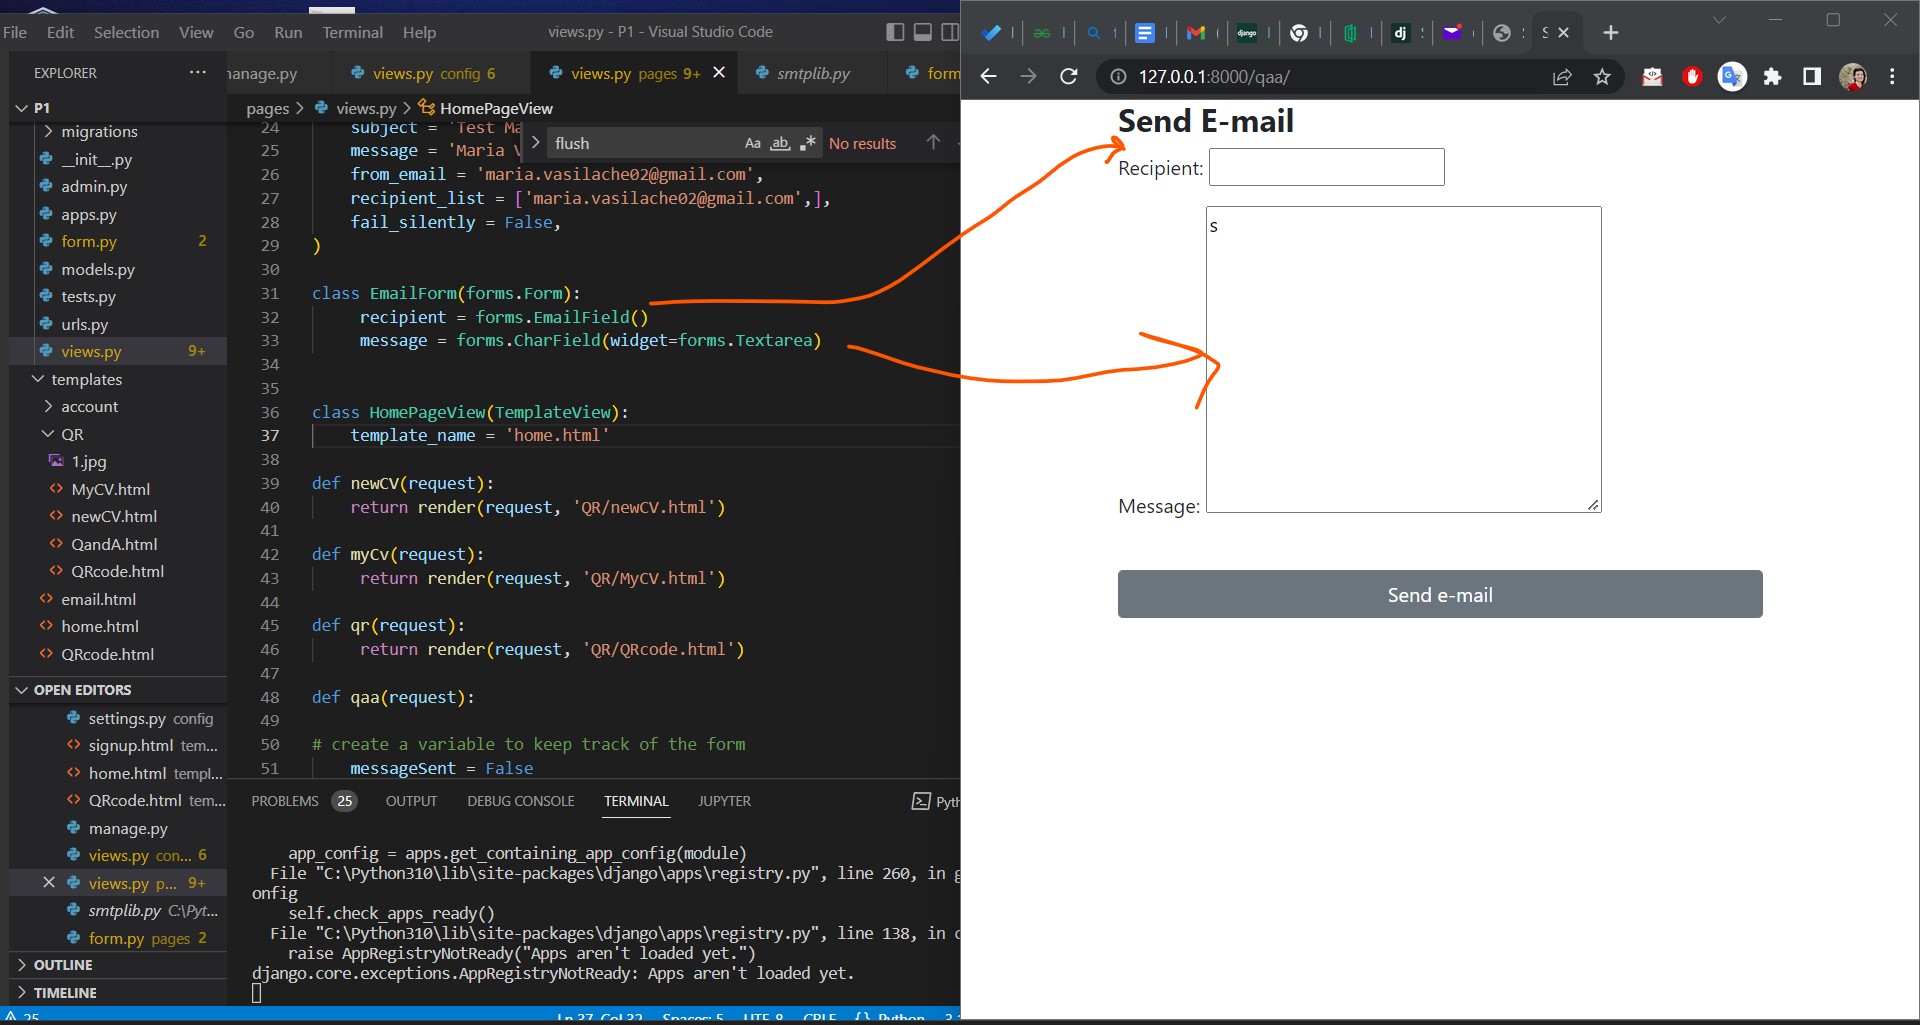 File Edit Selection View Go Run Terminal Help
views.py - P1 - Visual Studio Code
EXPLORER
P1
migrations
__init__.py
admin.py
apps.py
form.py 2
models.py
tests.py
urls.py
views.py 9+
templates
account
QR
1.jpg
MyCV.html
newCV.html
QandA.html
QRcode.html
email.html
home.html
QRcode.html
OPEN EDITORS
settings.py config
signup.html tem...
home.html templ...
QRcode.html tem...
manage.py
views.py con... 6
views.py p... 9+
smtplib.py C:\Pyt...
form.py pages 2
OUTLINE
TIMELINE
anage.py views.py config 6 views.py pages 9+ smtplib.py form
pages > views.py > HomePageView
flush Aa ab .* No results
24 subject = 'Test Ma
25 message = 'Maria V
26 from_email = 'maria.vasilache02@gmail.com',
27 recipient_list = ['maria.vasilache02@gmail.com',],
28 fail_silently = False,
29 )
30
31 class EmailForm(forms.Form):
32 recipient = forms.EmailField()
33 message = forms.CharField(widget=forms.Textarea)
34
35
36 class HomePageView(TemplateView):
37 template_name = 'home.html'
38
39 def newCV(request):
40 return render(request, 'QR/newCV.html')
41
42 def myCv(request):
43 return render(request, 'QR/MyCV.html')
44
45 def qr(request):
46 return render(request, 'QR/QRcode.html')
47
48 def qaa(request):
49
50 # create a variable to keep track of the form
51 messageSent = False
PROBLEMS 25 OUTPUT DEBUG CONSOLE TERMINAL JUPYTER Pyth
app_config = apps.get_containing_app_config(module)
File "C:\Python310\lib\site-packages\django\apps\registry.py", line 260, in g
onfig
self.check_apps_ready()
File "C:\Python310\lib\site-packages\django\apps\registry.py", line 138, in c
raise AppRegistryNotReady("Apps aren't loaded yet.")
django.core.exceptions.AppRegistryNotReady: Apps aren't loaded yet.
25 Ln 37, Col 32 Spaces: 5 UTF-8 CRLF {} Python
127.0.0.1:8000/qaa/
Send E-mail
Recipient:
s
Message:
Send e-mail